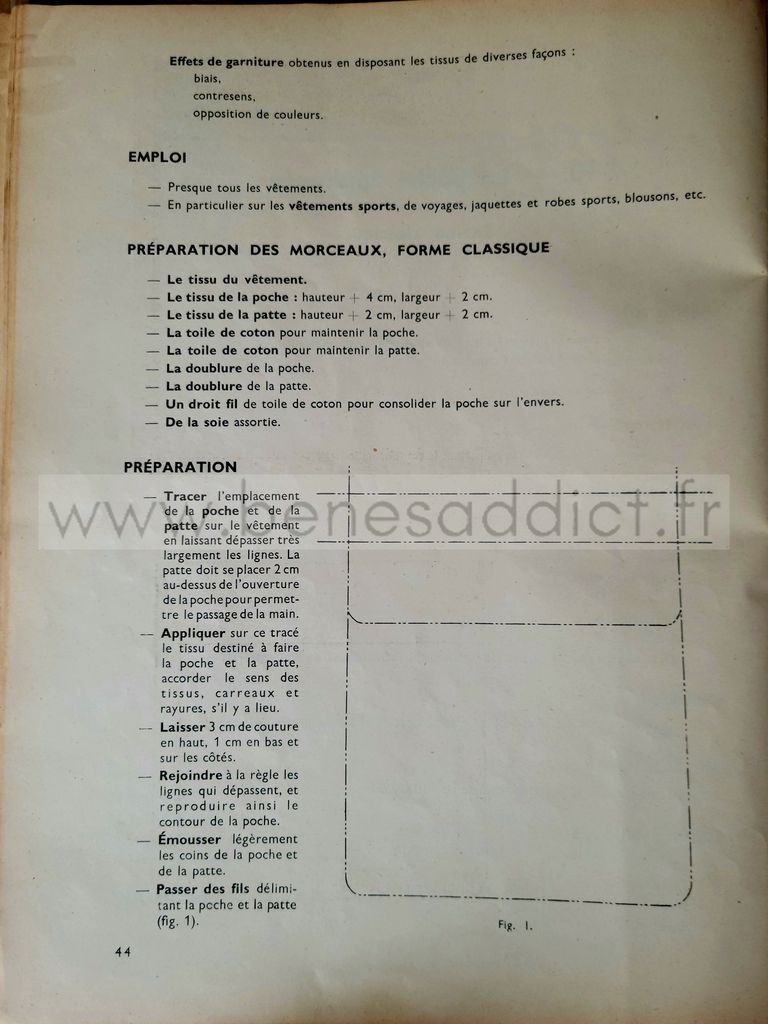 Effets de garniture obtenus en disposant les tissus de diverses façons :
biais,
contresens,
opposition de couleurs.
EMPLOI
— Presque tous les vêtements.
— En particulier sur les vêtements sports, de voyages, jaquettes et robes sports, blousons, etc.
PRÉPARATION DES MORCEAUX, FORME CLASSIQUE
— Le tissu du vêtement.
— Le tissu de la poche : hauteur + 4 cm, largeur + 2 cm.
— Le tissu de la patte : hauteur + 2 cm, largeur + 2 cm.
— La toile de coton pour maintenir la poche.
— La toile de coton pour maintenir la patte.
— La doublure de la poche.
— La doublure de la patte.
— Un droit fil de toile de coton pour consolider la poche sur l'envers.
— De la soie assortie.
PRÉPARATION
— Tracer l'emplacement
de la poche et de la
patte sur le vêtement
en laissant dépasser très
largement les lignes. La
patte doit se placer 2 cm
au-dessus de l'ouverture
de la poche pour permet-
tre le passage de la main.
— Appliquer sur ce tracé
le tissu destiné à faire
la poche et la patte,
accorder le sens des
tissus, carreaux et
rayures, s'il y a lieu.
— Laisser 3 cm de couture
en haut, 1 cm en bas et
sur les côtés.
— Rejoindre à la règle les
lignes qui dépassent, et
reproduire ainsi le
contour de la poche.
— Émousser légèrement
les coins de la poche et
de la patte.
— Passer des fils délimi-
tant la poche et la patte
(fig. 1).
Fig. 1.
44
www.benesaddict.fr